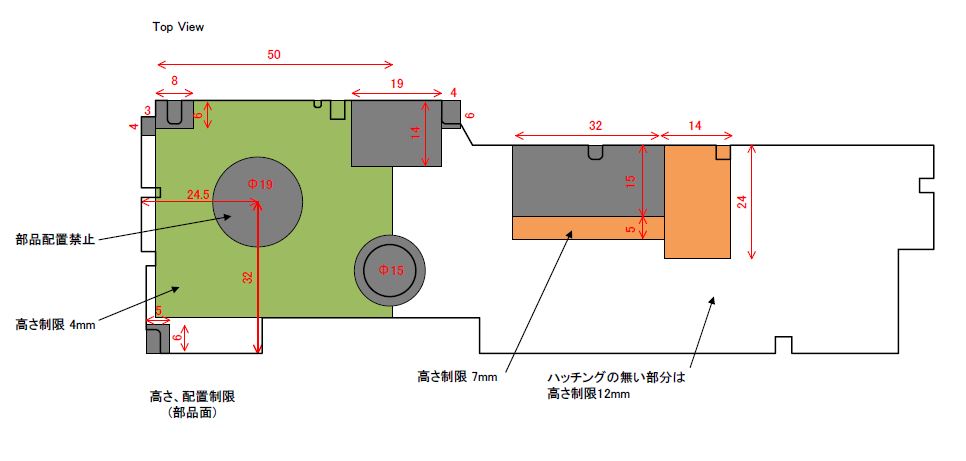 Top View
50
8
19
4
3
4
6
14
6
32
14
15
24
5
Φ19
24.5
部品配置禁止
32
Φ15
高さ制限 4mm
5
6
高さ制限 7mm
ハッチングの無い部分は
高さ制限12mm
高さ、配置制限
(部品面)